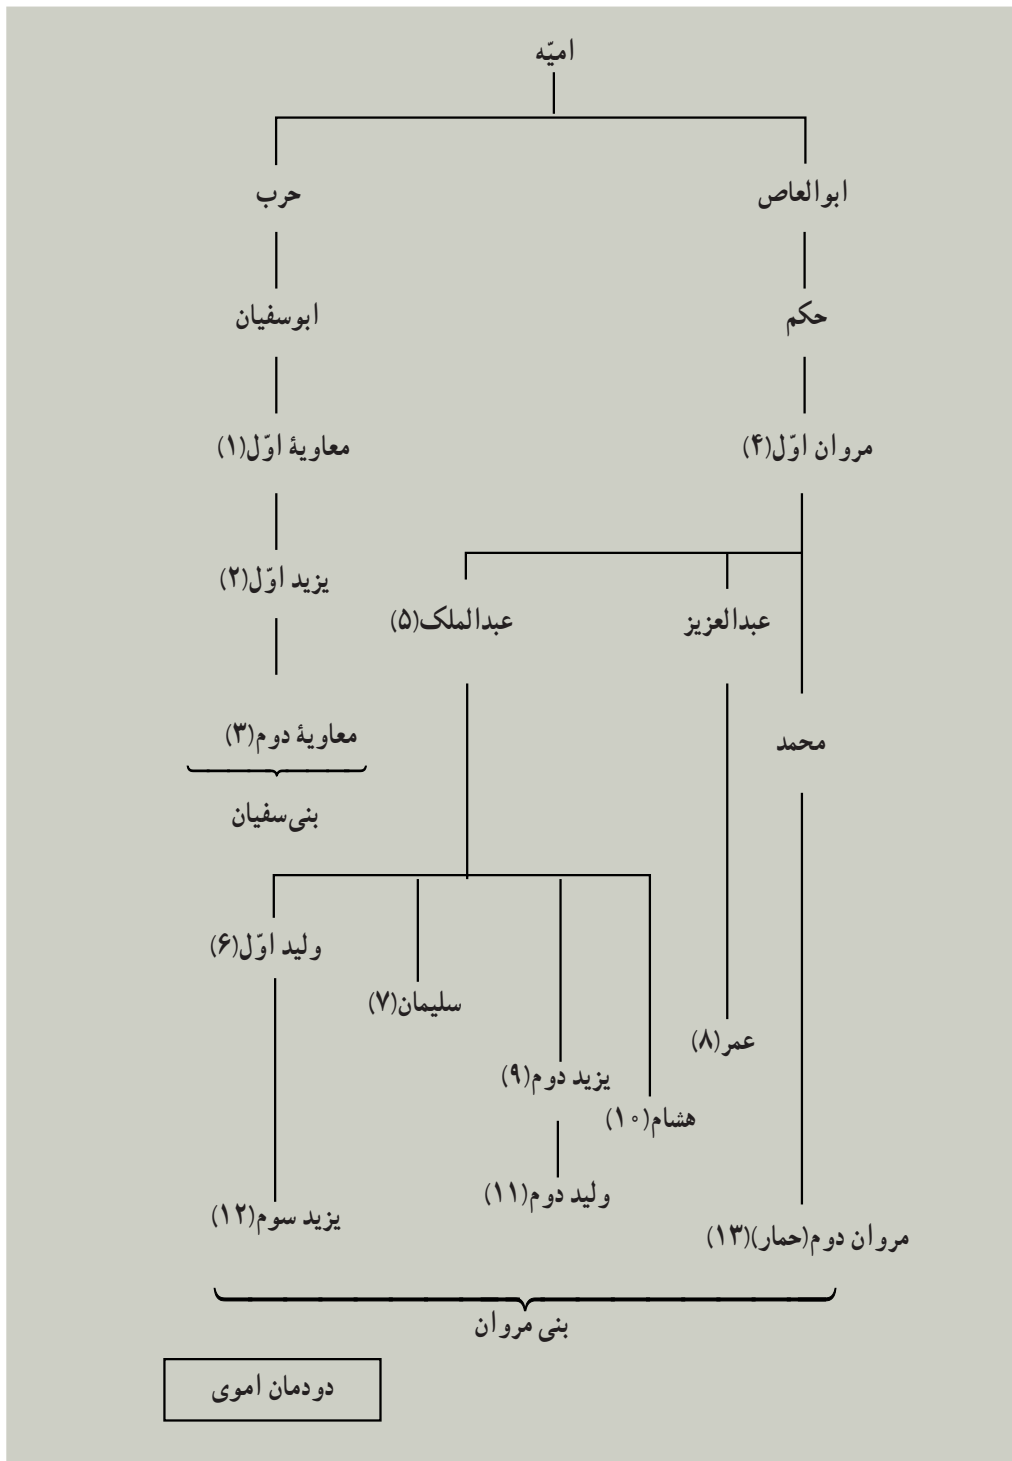 امیّه
ابوالعاص
حرب
حکم
ابوسفیان
مروان اوّل(۴)
معاویهٔ اوّل(۱)
یزید اوّل(۲)
عبدالعزیز
عبدالملک(۵)
محمد
معاویهٔ دوم(۳)
بنی‌سفیان
ولید اوّل(۶)
سلیمان(۷)
عمر(۸)
یزید دوم(۹)
هشام(۱۰)
ولید دوم(۱۱)
یزید سوم(۱۲)
مروان دوم(حمار)(۱۳)
بنی مروان
دودمان اموی